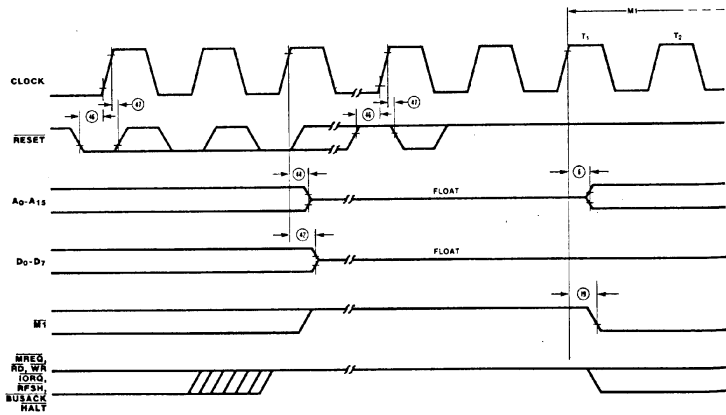 M1
T1 T2
CLOCK
46 47 46 47
RESET
44 6
A0-A15 FLOAT
42
D0-D7 FLOAT
19
M1
MREQ,
RD, WR
IORQ,
RFSH,
BUSACK
HALT